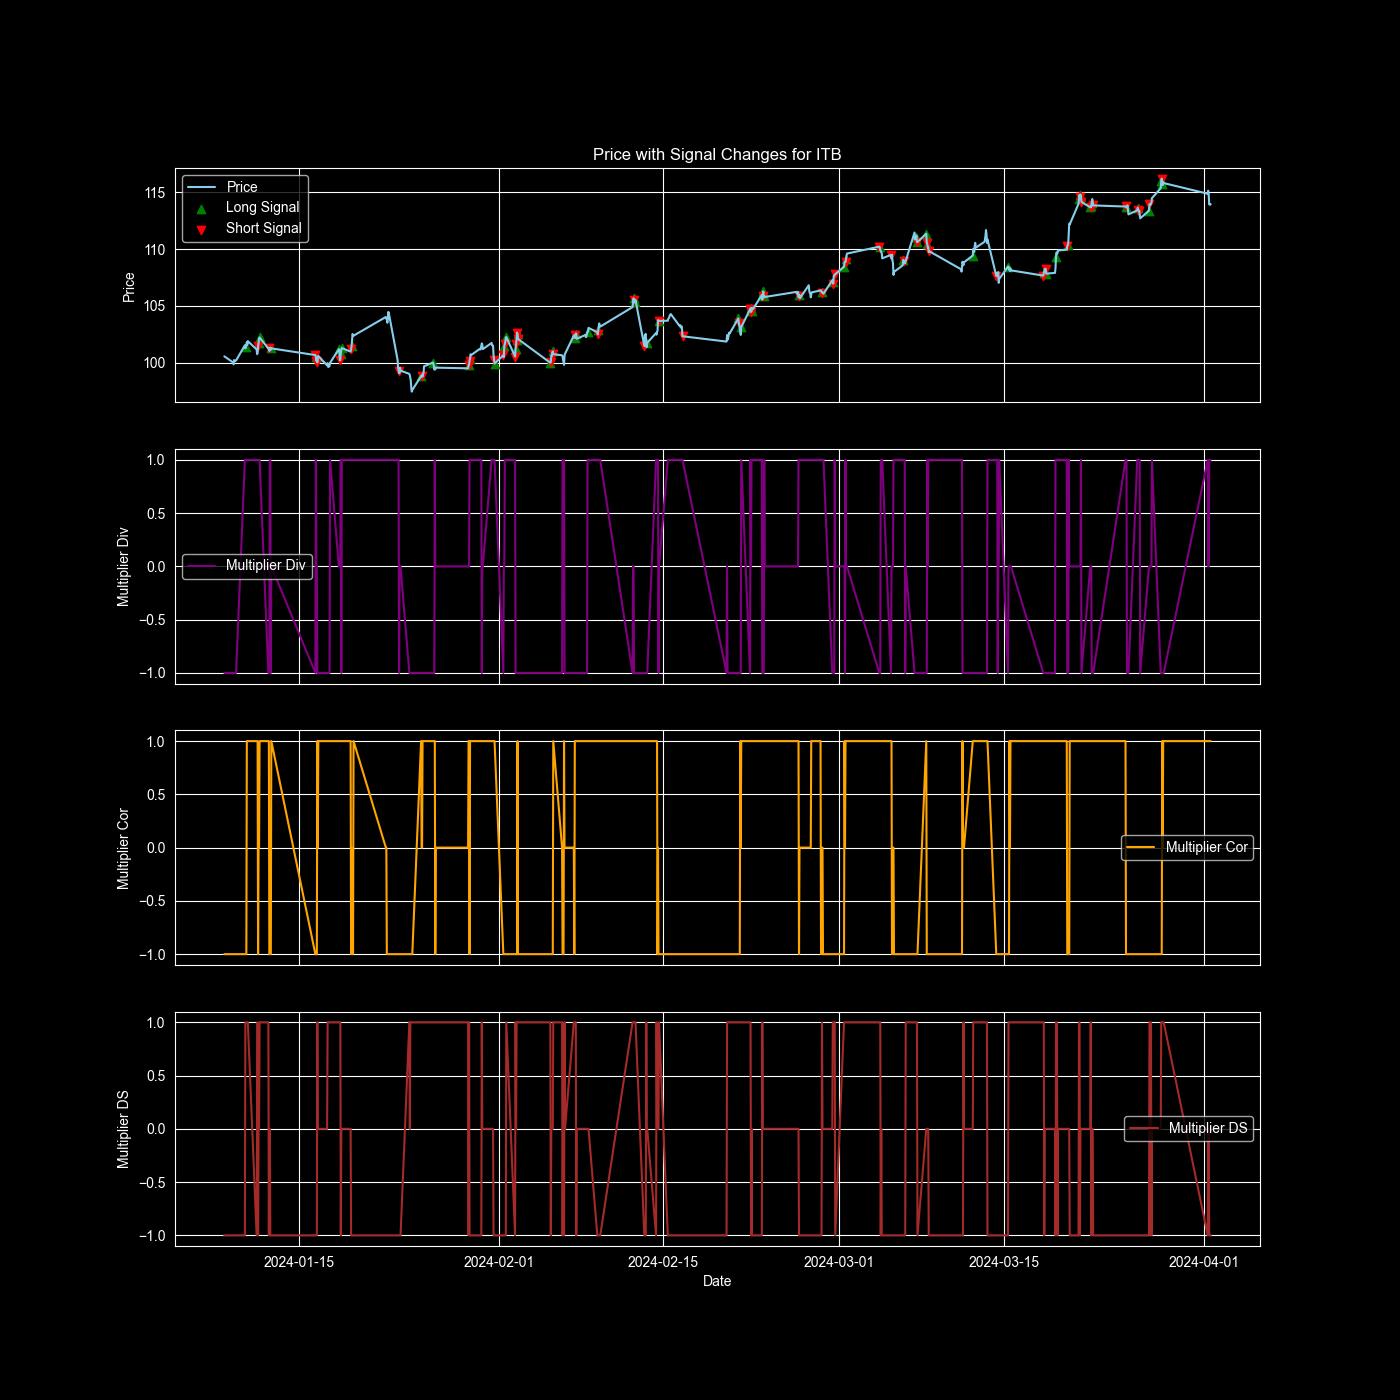 Price with Signal Changes for ITB
Price
Long Signal
Short Signal
115
110
105
100
Price
1.0
0.5
0.0
−0.5
−1.0
Multiplier Div
Multiplier Div
1.0
0.5
0.0
−0.5
−1.0
Multiplier Cor
Multiplier Cor
1.0
0.5
0.0
−0.5
−1.0
Multiplier DS
Multiplier DS
2024-01-15
2024-02-01
2024-02-15
2024-03-01
2024-03-15
2024-04-01
Date